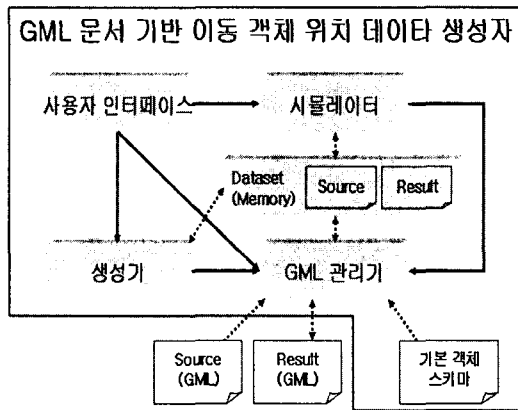 GML 문서 기반 이동 객체 위치 데이타 생성자
사용자 인터페이스
시뮬레이터
Dataset
(Memory)
Source
Result
생성기
GML 관리기
Source
(GML)
Result
(GML)
기본 객체
스키마